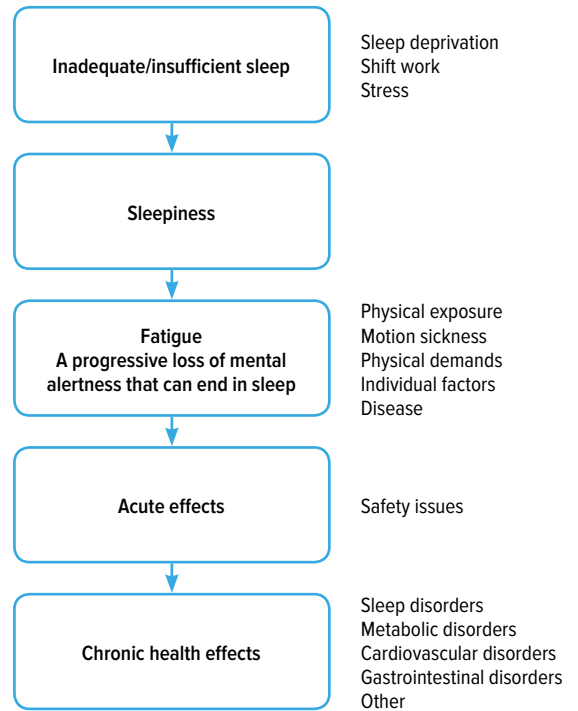 Inadequate/insufficient sleep
Sleep deprivation
Shift work
Stress
Sleepiness
Fatigue
A progressive loss of mental
alertness that can end in sleep
Physical exposure
Motion sickness
Physical demands
Individual factors
Disease
Acute effects
Safety issues
Chronic health effects
Sleep disorders
Metabolic disorders
Cardiovascular disorders
Gastrointestinal disorders
Other